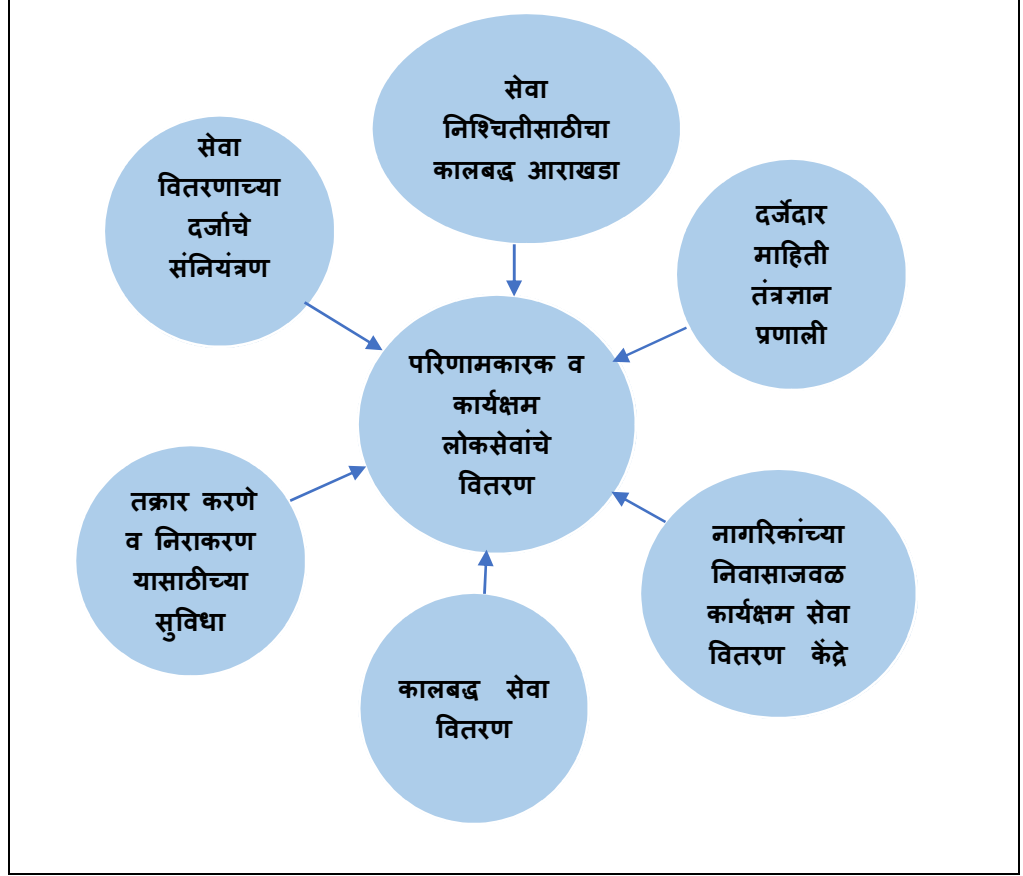 सेवा
निश्चितीसाठीचा
कालबद्ध आराखडा
सेवा
वितरणाच्या
दर्जाचे
संनियंत्रण
दर्जेदार
माहिती
तंत्रज्ञान
प्रणाली
परिणामकारक व
कार्यक्षम
लोकसेवांचे
वितरण
तक्रार करणे
व निराकरण
यासाठीच्या
सुविधा
नागरिकांच्या
निवासाजवळ
कार्यक्षम सेवा
वितरण केंद्रे
कालबद्ध सेवा
वितरण